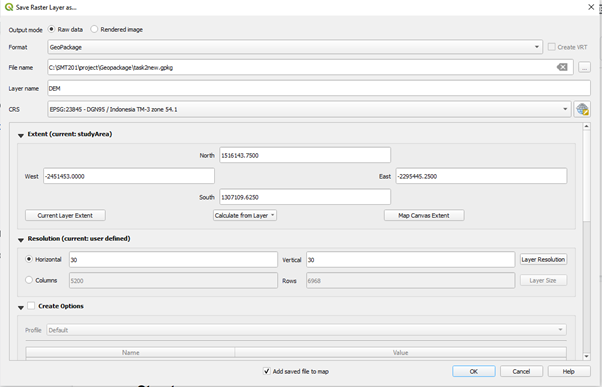 Save Raster Layer as...
Output mode Raw data Rendered image
Format GeoPackage Create VRT
File name C:\SMT201\project\Geopackage\task2new.gpkg ...
Layer name DEM
CRS EPSG:23845 - DGN95 / Indonesia TM-3 zone 54.1
Extent (current: studyArea)
North 1516143.7500
West -2451453.0000 East -2295445.2500
South 1307109.6250
Current Layer Extent Calculate from Layer Map Canvas Extent
Resolution (current: user defined)
Horizontal 30 Vertical 30 Layer Resolution
Columns 5200 Rows 6968 Layer Size
Create Options
Profile Default
Name Value
Add saved file to map OK Cancel Help